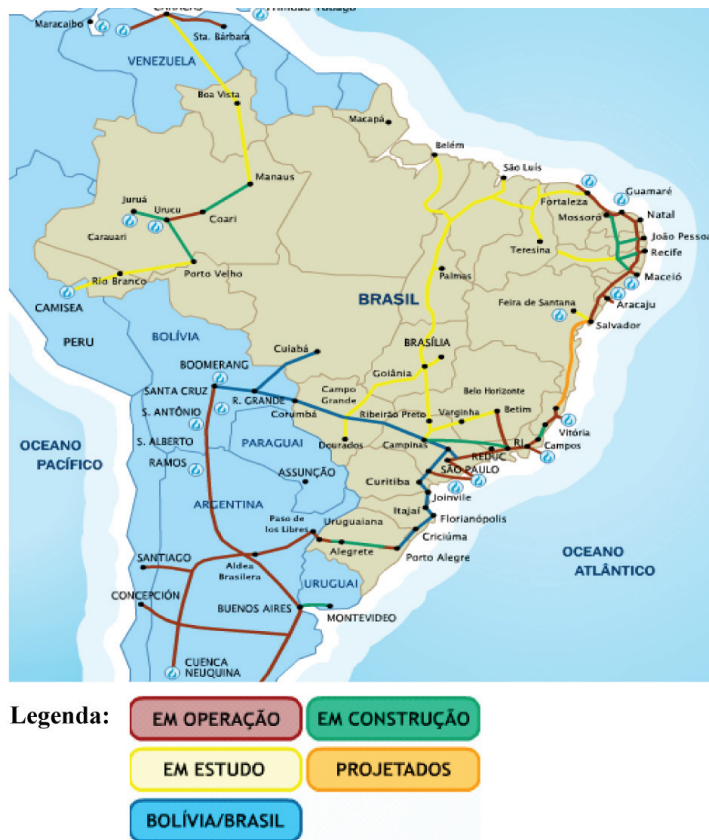 CARACAS
Trinidad Tobago
Maracaibo
Sta. Bárbara
VENEZUELA
Boa Vista
Macapá
Belém
São Luís
Manaus
Fortaleza
Guamaré
Juruá
Urucu
Mossoró
Natal
Coari
João Pessoa
Carauari
Teresina
Recife
Porto Velho
Rio Branco
Palmas
Maceió
CAMISEA
BRASIL
Feira de Santana
Aracaju
PERU
BOLÍVIA
Salvador
Cuiabá
BRASÍLIA
BOOMERANG
Goiânia
SANTA CRUZ
Campo
Grande
Belo Horizonte
R. GRANDE
Corumbá
Ribeirão Preto
Varginha
Betim
S. ANTÔNIO
Vitória
OCEANO
PACÍFICO
S. ALBERTO
PARAGUAI
Dourados
Campinas
RJ
Campos
REDUC
RAMOS
ASSUNÇÃO
SÃO PAULO
Curitiba
Joinvile
ARGENTINA
Itajaí
Paso de
los Libres
Uruguaiana
Florianópolis
Criciúma
OCEANO
ATLÂNTICO
SANTIAGO
Aldea
Brasilera
Alegrete
Porto Alegre
URUGUAI
CONCEPCIÓN
BUENOS AIRES
MONTEVIDEO
CUENCA
NEUQUINA
Legenda:
EM OPERAÇÃO
EM CONSTRUÇÃO
EM ESTUDO
PROJETADOS
BOLÍVIA/BRASIL